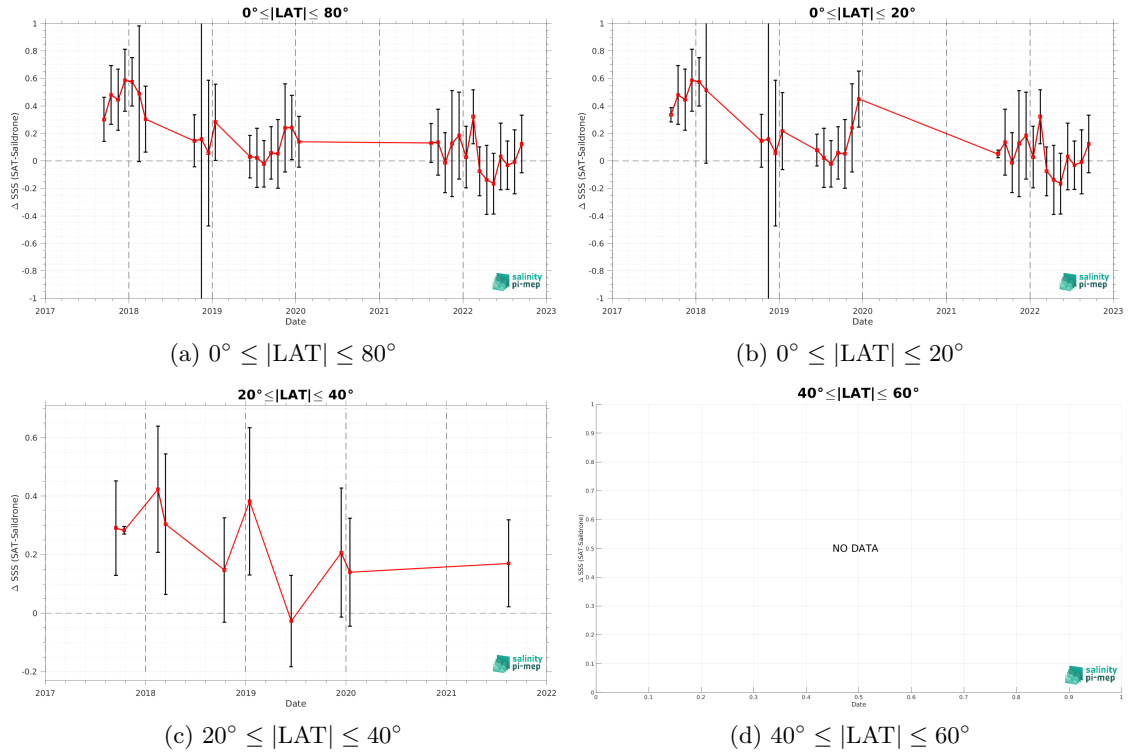 0°≤|LAT|≤ 80°
1
0.8
0.6
0.4
0.2
0
-0.2
-0.4
-0.6
-0.8
-1
Δ SSS (SAT-Saildrone)
2017 2018 2019 2020 2021 2022 2023
Date
salinity
pi-mep
(a) 0° ≤ |LAT| ≤ 80°
0°≤|LAT|≤ 20°
1
0.8
0.6
0.4
0.2
0
-0.2
-0.4
-0.6
-0.8
-1
Δ SSS (SAT-Saildrone)
2017 2018 2019 2020 2021 2022 2023
Date
salinity
pi-mep
(b) 0° ≤ |LAT| ≤ 20°
20°≤|LAT|≤ 40°
0.6
0.4
0.2
0
-0.2
Δ SSS (SAT-Saildrone)
2017 2018 2019 2020 2021 2022
Date
salinity
pi-mep
(c) 20° ≤ |LAT| ≤ 40°
40°≤|LAT|≤ 60°
1
0.9
0.8
0.7
0.6
0.5
0.4
0.3
0.2
0.1
0
Δ SSS (SAT-Saildrone)
NO DATA
0 0.1 0.2 0.3 0.4 0.5 0.6 0.7 0.8 0.9 1
Date
salinity
pi-mep
(d) 40° ≤ |LAT| ≤ 60°